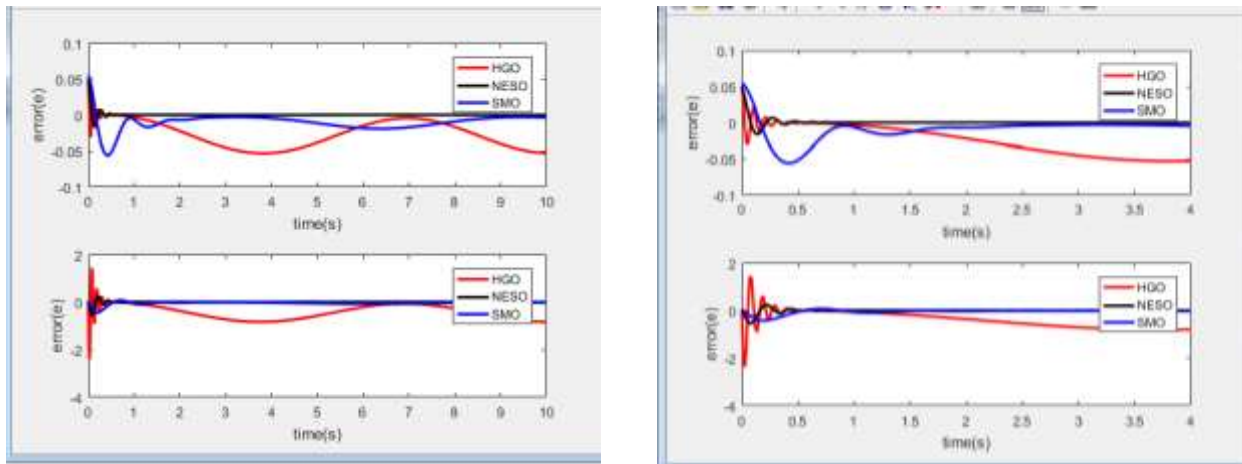 0.1
0.05
0
-0.05
-0.1
error(e)
HGO
NESO
SMO
0 1 2 3 4 5 6 7 8 9 10
time(s)
2
0
-2
-4
error(e)
HGO
NESO
SMO
0 1 2 3 4 5 6 7 8 9 10
time(s)
0.1
0.05
0
-0.05
-0.1
error(e)
HGO
NESO
SMO
0 0.5 1 1.5 2 2.5 3 3.5 4
time(s)
2
0
-2
-4
error(e)
HGO
NESO
SMO
0 0.5 1 1.5 2 2.5 3 3.5 4
time(s)